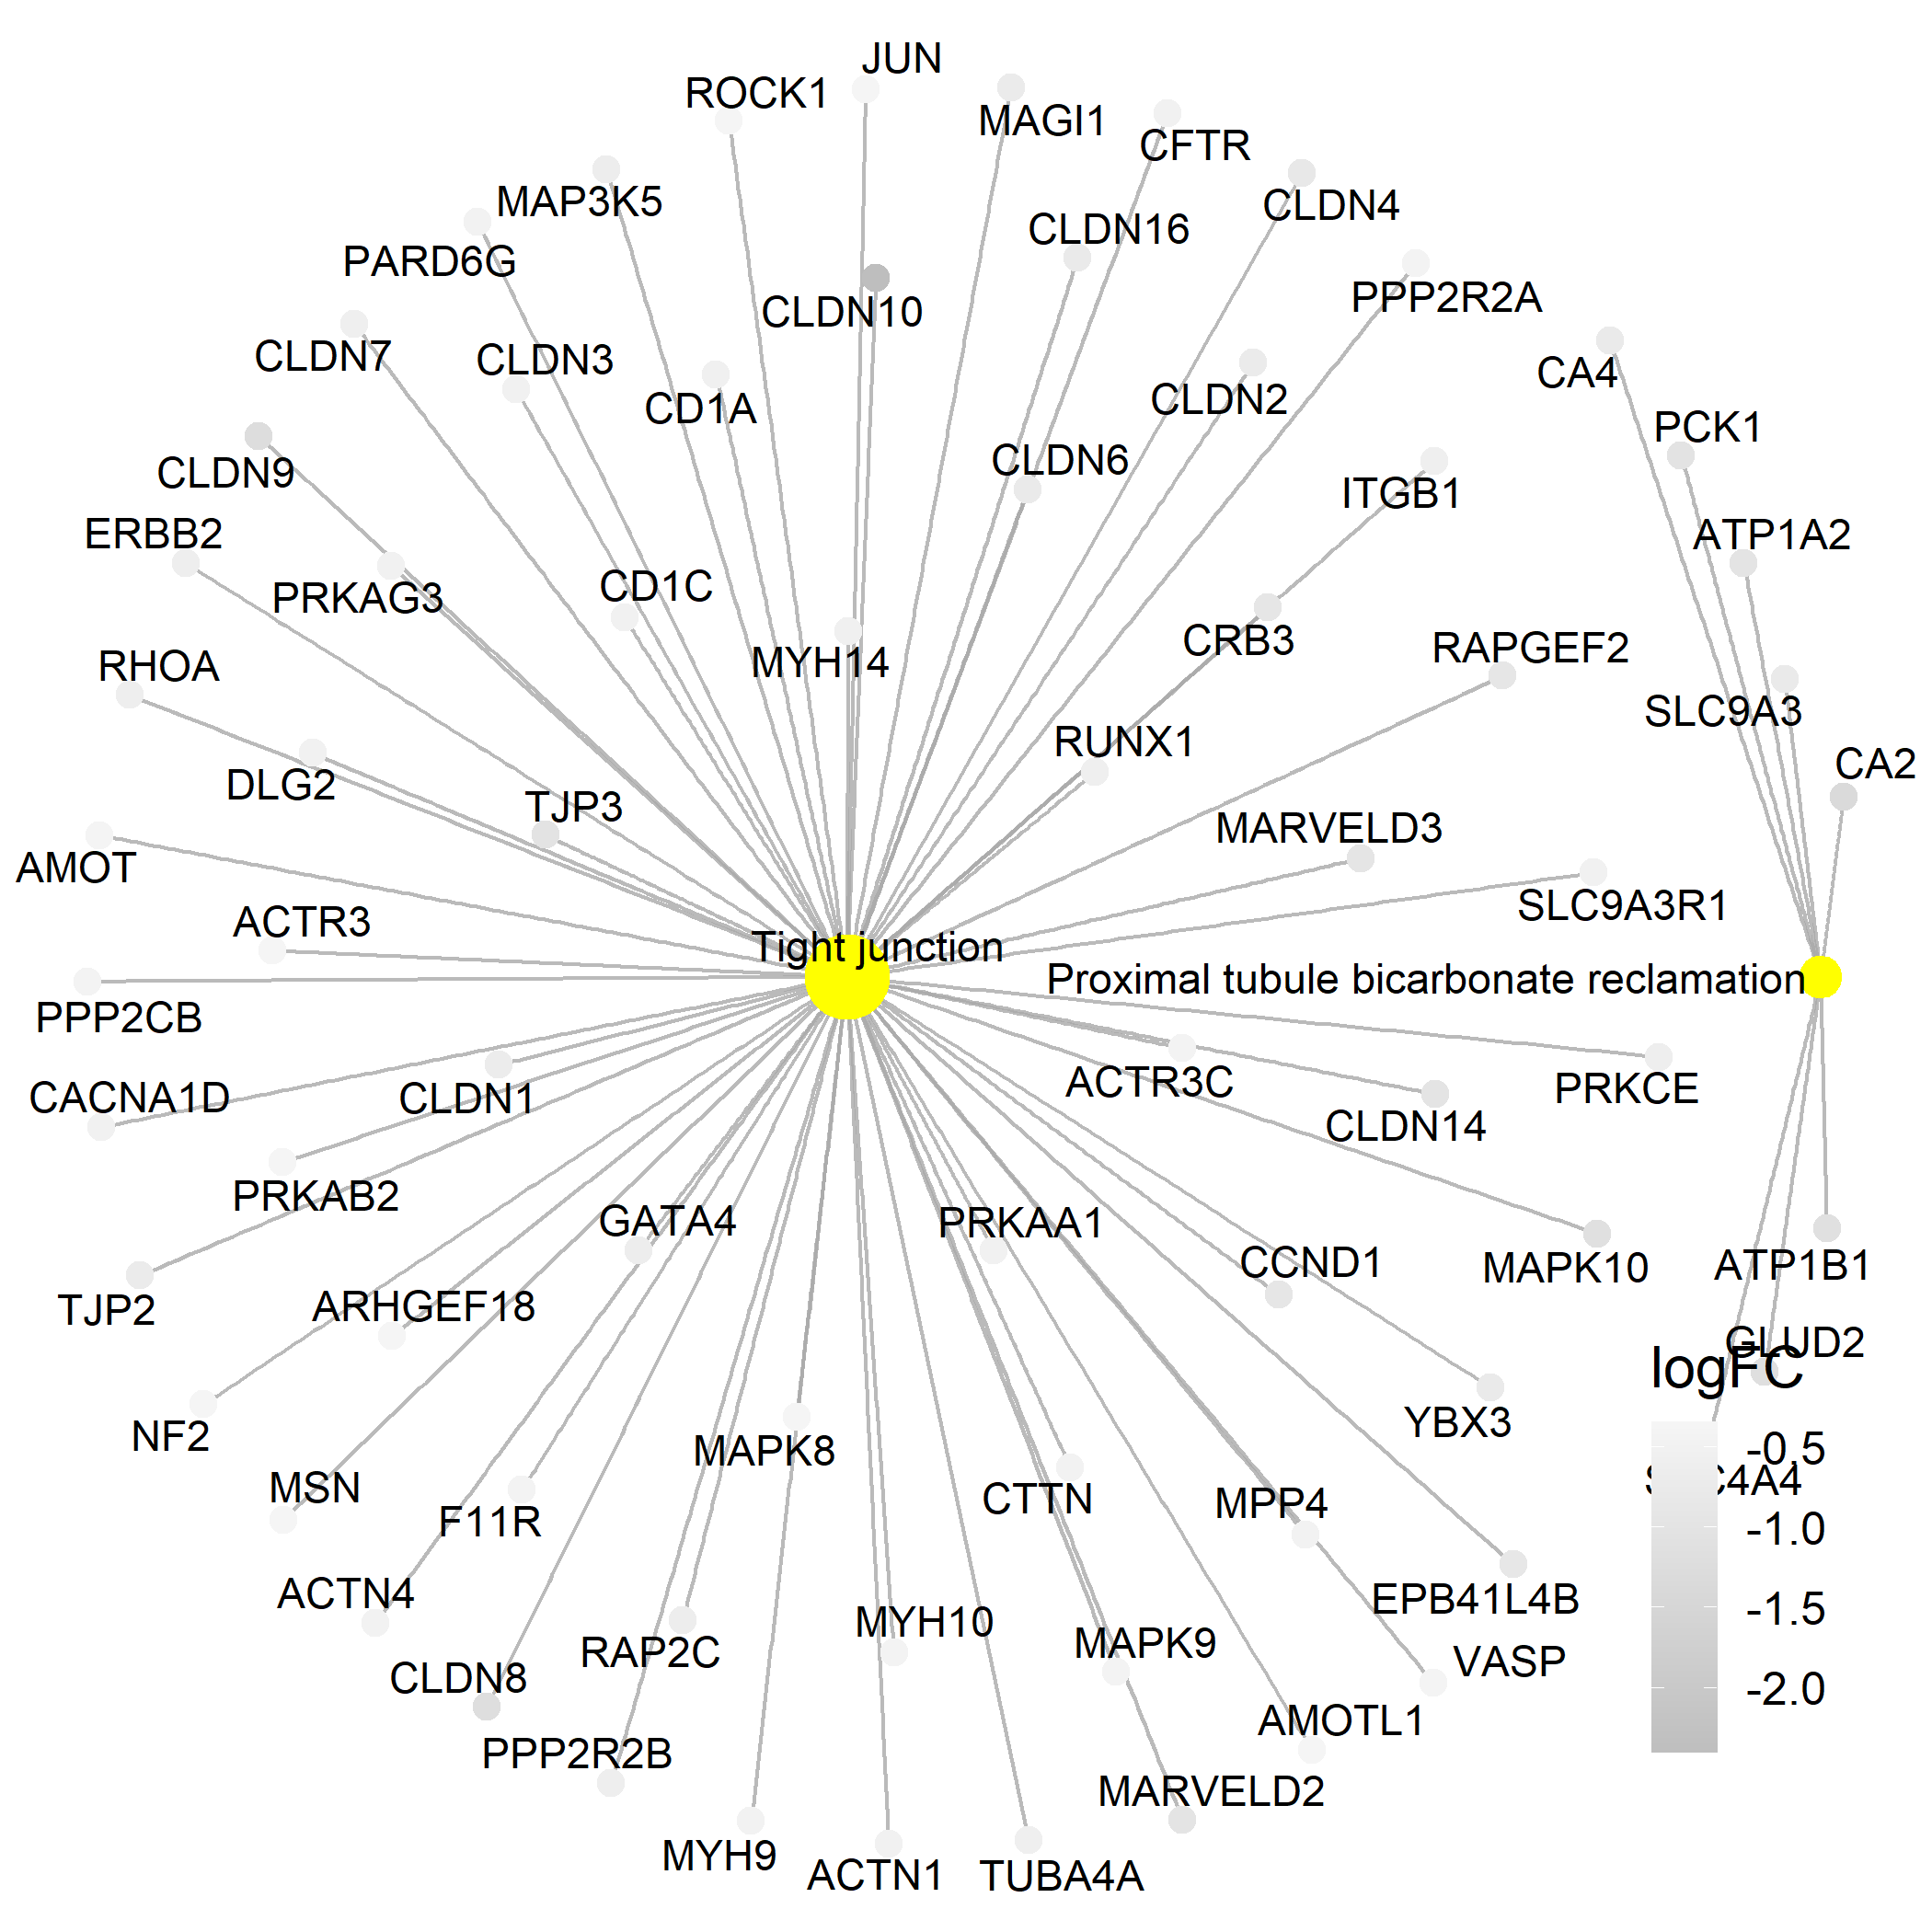 JUN
ROCK1
MAGI1
CFTR
MAP3K5
CLDN4
CLDN16
PARD6G
PPP2R2A
CLDN10
CLDN7
CLDN3
CA4
CD1A
CLDN2
PCK1
CLDN9
CLDN6
ITGB1
ERBB2
ATP1A2
PRKAG3
CD1C
CRB3
RAPGEF2
RHOA
MYH14
SLC9A3
RUNX1
CA2
DLG2
TJP3
MARVELD3
AMOT
SLC9A3R1
ACTR3
Tight junction
Proximal tubule bicarbonate reclamation
PPP2CB
ACTR3C
PRKCE
CACNA1D
CLDN1
CLDN14
PRKAB2
GATA4
PRKAA1
CCND1
MAPK10
ATP1B1
TJP2
ARHGEF18
GLUD2
logFC
YBX3
NF2
MAPK8
-0.5
MSN
CTTN
MPP4
F11R
-1.0
ACTN4
EPB41L4B
-1.5
MYH10
RAP2C
MAPK9
VASP
CLDN8
-2.0
AMOTL1
PPP2R2B
MARVELD2
MYH9
ACTN1
TUBA4A